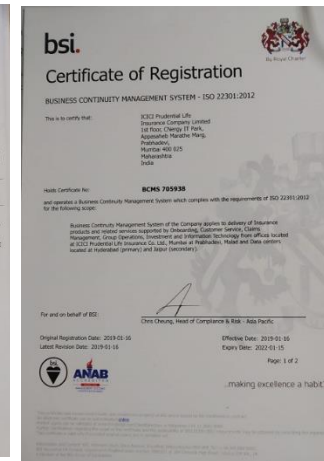 bsi.
By Royal Charter
Certificate of Registration
BUSINESS CONTINUITY MANAGEMENT SYSTEM - ISO 22301:2012
This is to certify that:
ICICI Prudential Life
Insurance Company Limited
1st floor, Cnergy IT Park,
Appasaheb Marathe Marg,
Prabhadevi,
Mumbai 400 025
Maharashtra
India
Holds Certificate No:
BCMS 705938
and operates a Business Continuity Management System which complies with the requirements of ISO 22301:2012
for the following scope:
Business Continuity Management System of the Company applies to delivery of Insurance
products and related services supported by Onboarding, Customer Service, Claims
Management, Group Operations, Investment and Information Technology from offices located
at ICICI Prudential Life Insurance Co. Ltd., Mumbai at Prabhadevi, Malad and Data centers
located at Hyderabad (primary) and Jaipur (secondary).
For and on behalf of BSI:
Chris Cheung, Head of Compliance & Risk - Asia Pacific
Original Registration Date: 2019-01-16
Effective Date: 2019-01-16
Latest Revision Date: 2019-01-16
Expiry Date: 2022-01-15
Page: 1 of 2
bsi
ANAB
...making excellence a habit